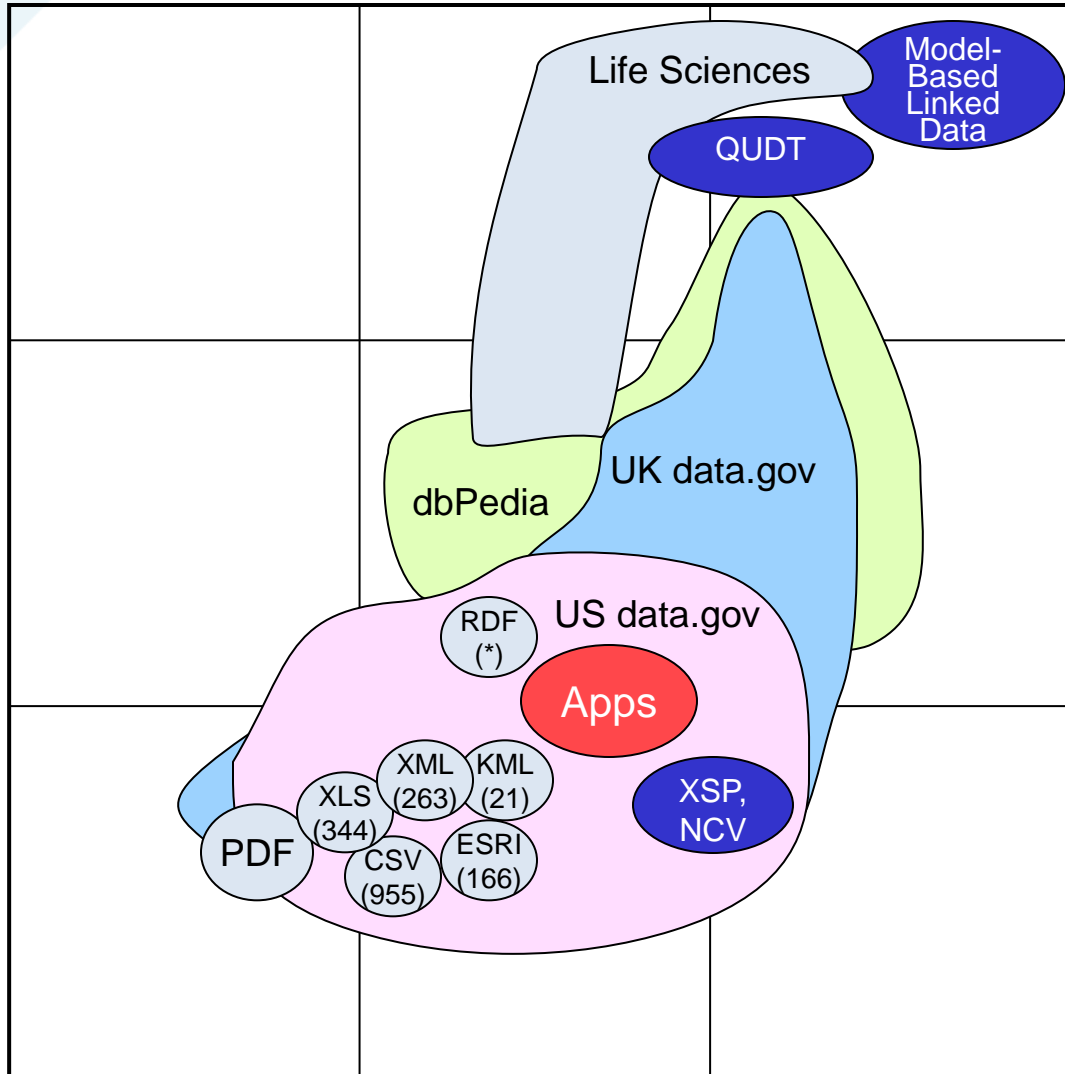 Life Sciences
Model-
Based
Linked
Data
QUDT
UK data.gov
dbPedia
US data.gov
RDF
(*)
Apps
XML
(263)
KML
(21)
XLS
(344)
XSP,
NCV
PDF
CSV
(955)
ESRI
(166)